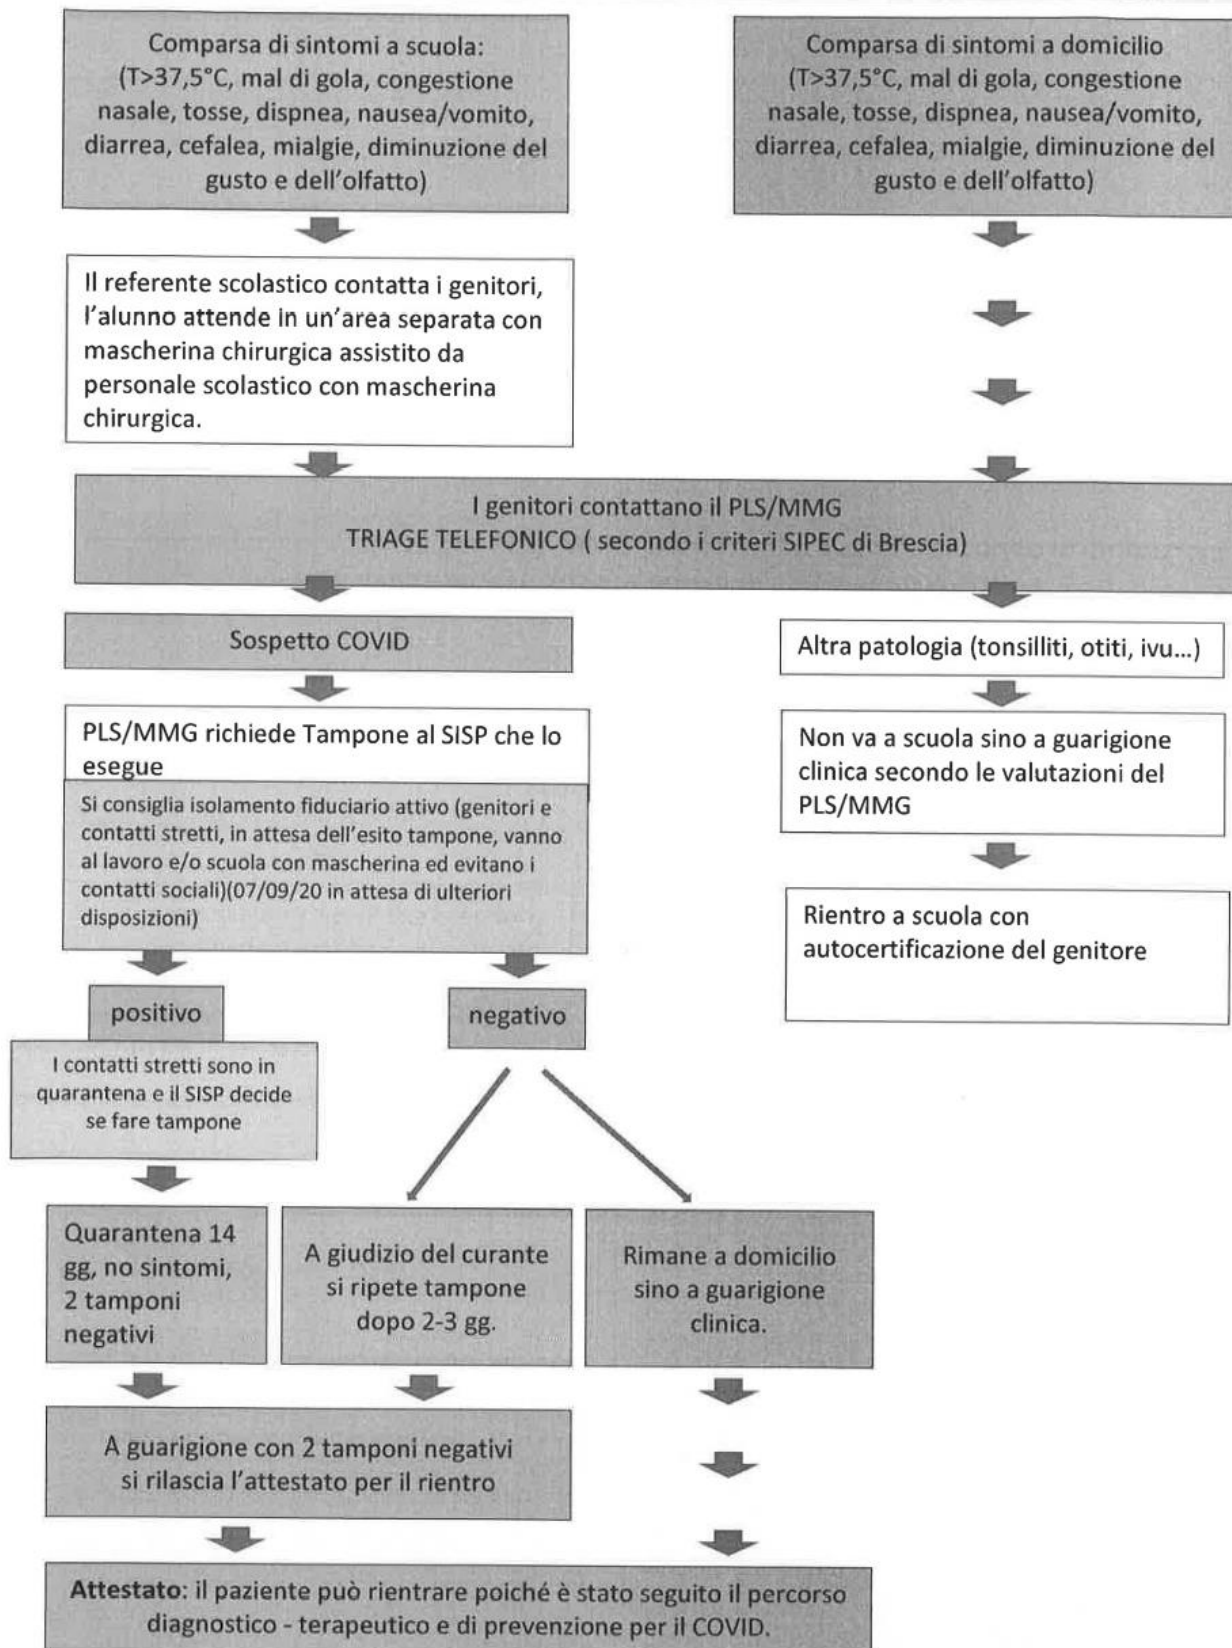 Comparsa di sintomi a scuola:
(T>37,5°C, mal di gola, congestione
nasale, tosse, dispnea, nausea/vomito,
diarrea, cefalea, mialgie, diminuzione del
gusto e dell'olfatto)
Comparsa di sintomi a domicilio
(T>37,5°C, mal di gola, congestione
nasale, tosse, dispnea, nausea/vomito,
diarrea, cefalea, mialgie, diminuzione del
gusto e dell'olfatto)
Il referente scolastico contatta i genitori,
l'alunno attende in un'area separata con
mascherina chirurgica assistito da
personale scolastico con mascherina
chirurgica.
I genitori contattano il PLS/MMG
TRIAGE TELEFONICO ( secondo i criteri SIPEC di Brescia)
Sospetto COVID
PLS/MMG richiede Tampone al SISP che lo
esegue
Si consiglia isolamento fiduciario attivo (genitori e
contatti stretti, in attesa dell'esito tampone, vanno
al lavoro e/o scuola con mascherina ed evitano i
contatti sociali)(07/09/20 in attesa di ulteriori
disposizioni)
Altra patologia (tonsilliti, otiti, ivu...)
Non va a scuola sino a guarigione
clinica secondo le valutazioni del
PLS/MMG
Rientro a scuola con
autocertificazione del genitore
positivo
negativo
I contatti stretti sono in
quarantena e il SISP decide
se fare tampone
Quarantena 14
gg, no sintomi,
2 tamponi
negativi
A giudizio del curante
si ripete tampone
dopo 2-3 gg.
Rimane a domicilio
sino a guarigione
clinica.
A guarigione con 2 tamponi negativi
si rilascia l'attestato per il rientro
Attestato: il paziente può rientrare poiché è stato seguito il percorso
diagnostico - terapeutico e di prevenzione per il COVID.